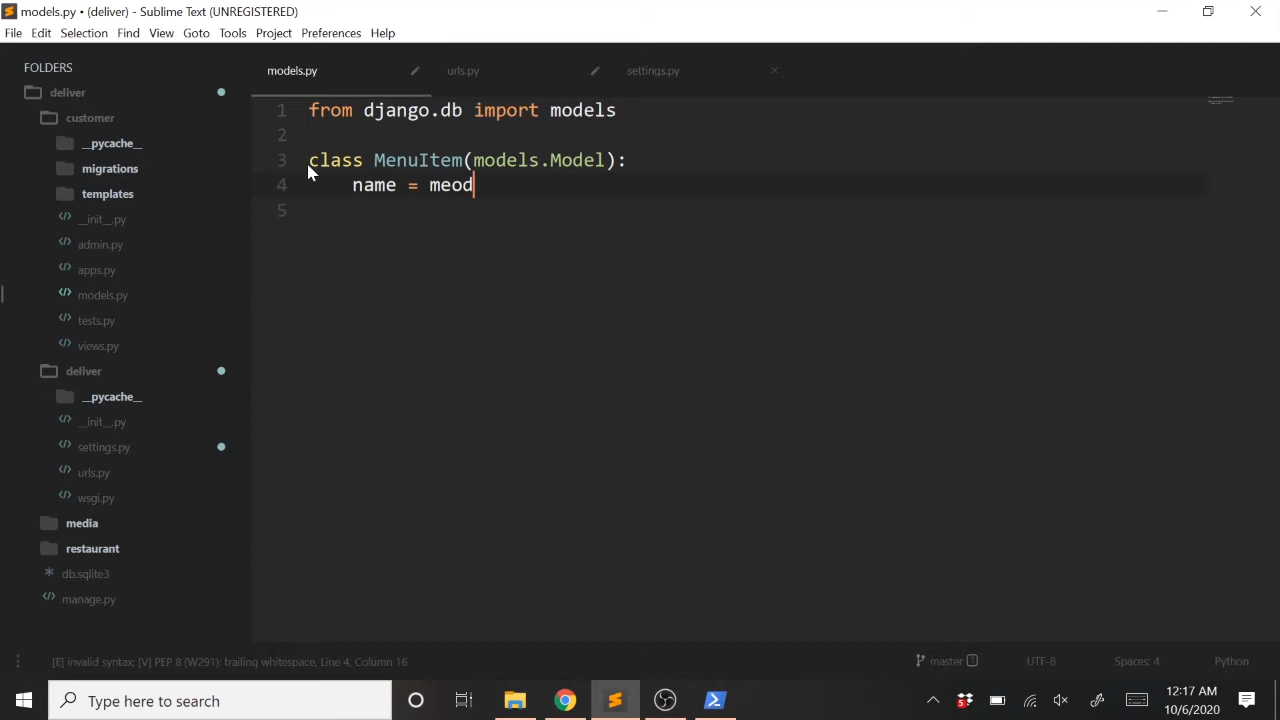 models.py • (deliver) - Sublime Text (UNREGISTERED)
File Edit Selection Find View Goto Tools Project Preferences Help
FOLDERS
deliver
customer
__pycache__
migrations
templates
__init__.py
admin.py
apps.py
models.py
tests.py
views.py
deliver
__pycache__
__init__.py
settings.py
urls.py
wsgi.py
media
restaurant
db.sqlite3
manage.py
models.py urls.py settings.py
1 from django.db import models
2
3 class MenuItem(models.Model):
4 name = meod
5
[E] invalid syntax; [V] PEP 8 (W291): trailing whitespace, Line 4, Column 16
master 1 UTF-8 Spaces: 4 Python
Type here to search
5
12:17 AM
10/6/2020